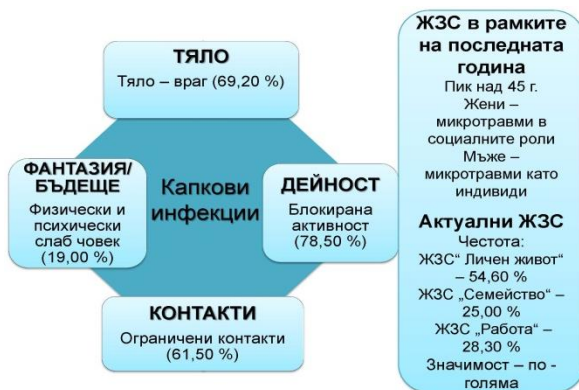 ТЯЛО
Тяло – враг (69,20 %)
ФАНТАЗИЯ/
БЪДЕЩЕ
Физически и
психически
слаб човек
(19,00 %)
Капкови
инфекции
ДЕЙНОСТ
Блокирана
активност
(78,50 %)
КОНТАКТИ
Ограничени контакти
(61,50 %)
ЖЗС в рамките
на последната
година
Пик над 45 г.
Жени –
микротравми в
социалните роли
Мъже –
микротравми като
индивиди
Актуални ЖЗС
Честота:
ЖЗС“ Личен живот“
– 54,60 %
ЖЗС „Семейство“ –
25,00 %
ЖЗС „Работа“ –
28,30 %
Значимост – по -
голяма